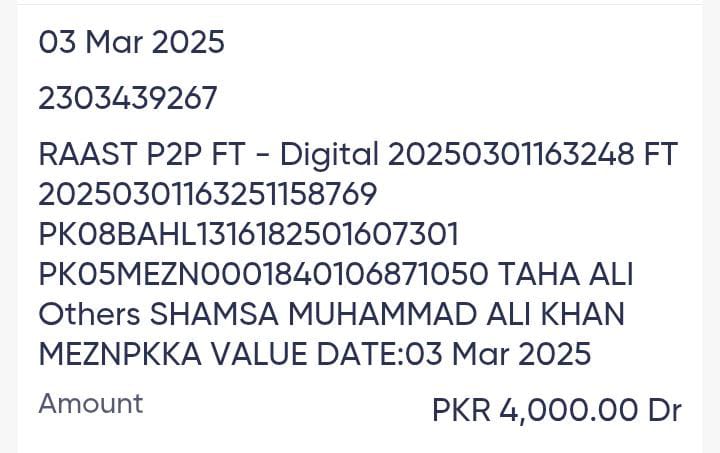 03 Mar 2025
2303439267
RAAST P2P FT - Digital 20250301163248 FT
20250301163251158769
PK08BAHL1316182501607301
PK05MEZN0001840106871050 TAHA ALI
Others SHAMSA MUHAMMAD ALI KHAN
MEZNPKKA VALUE DATE:03 Mar 2025
Amount PKR 4,000.00 Dr